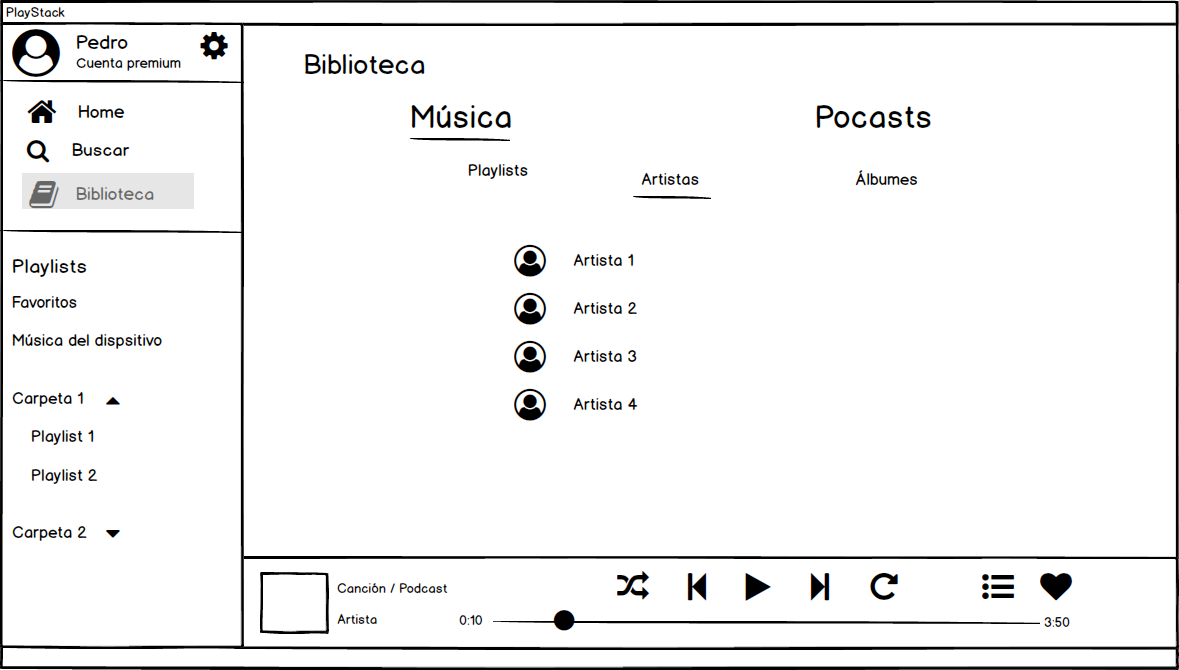 PlayStack
Pedro
Cuenta premium
Home
Buscar
Biblioteca
Playlists
Favoritos
Música del dispsitivo
Carpeta 1
Playlist 1
Playlist 2
Carpeta 2
Biblioteca
Música
Pocasts
Playlists
Artistas
Álbumes
Artista 1
Artista 2
Artista 3
Artista 4
Canción / Podcast
Artista
0:10
3:50